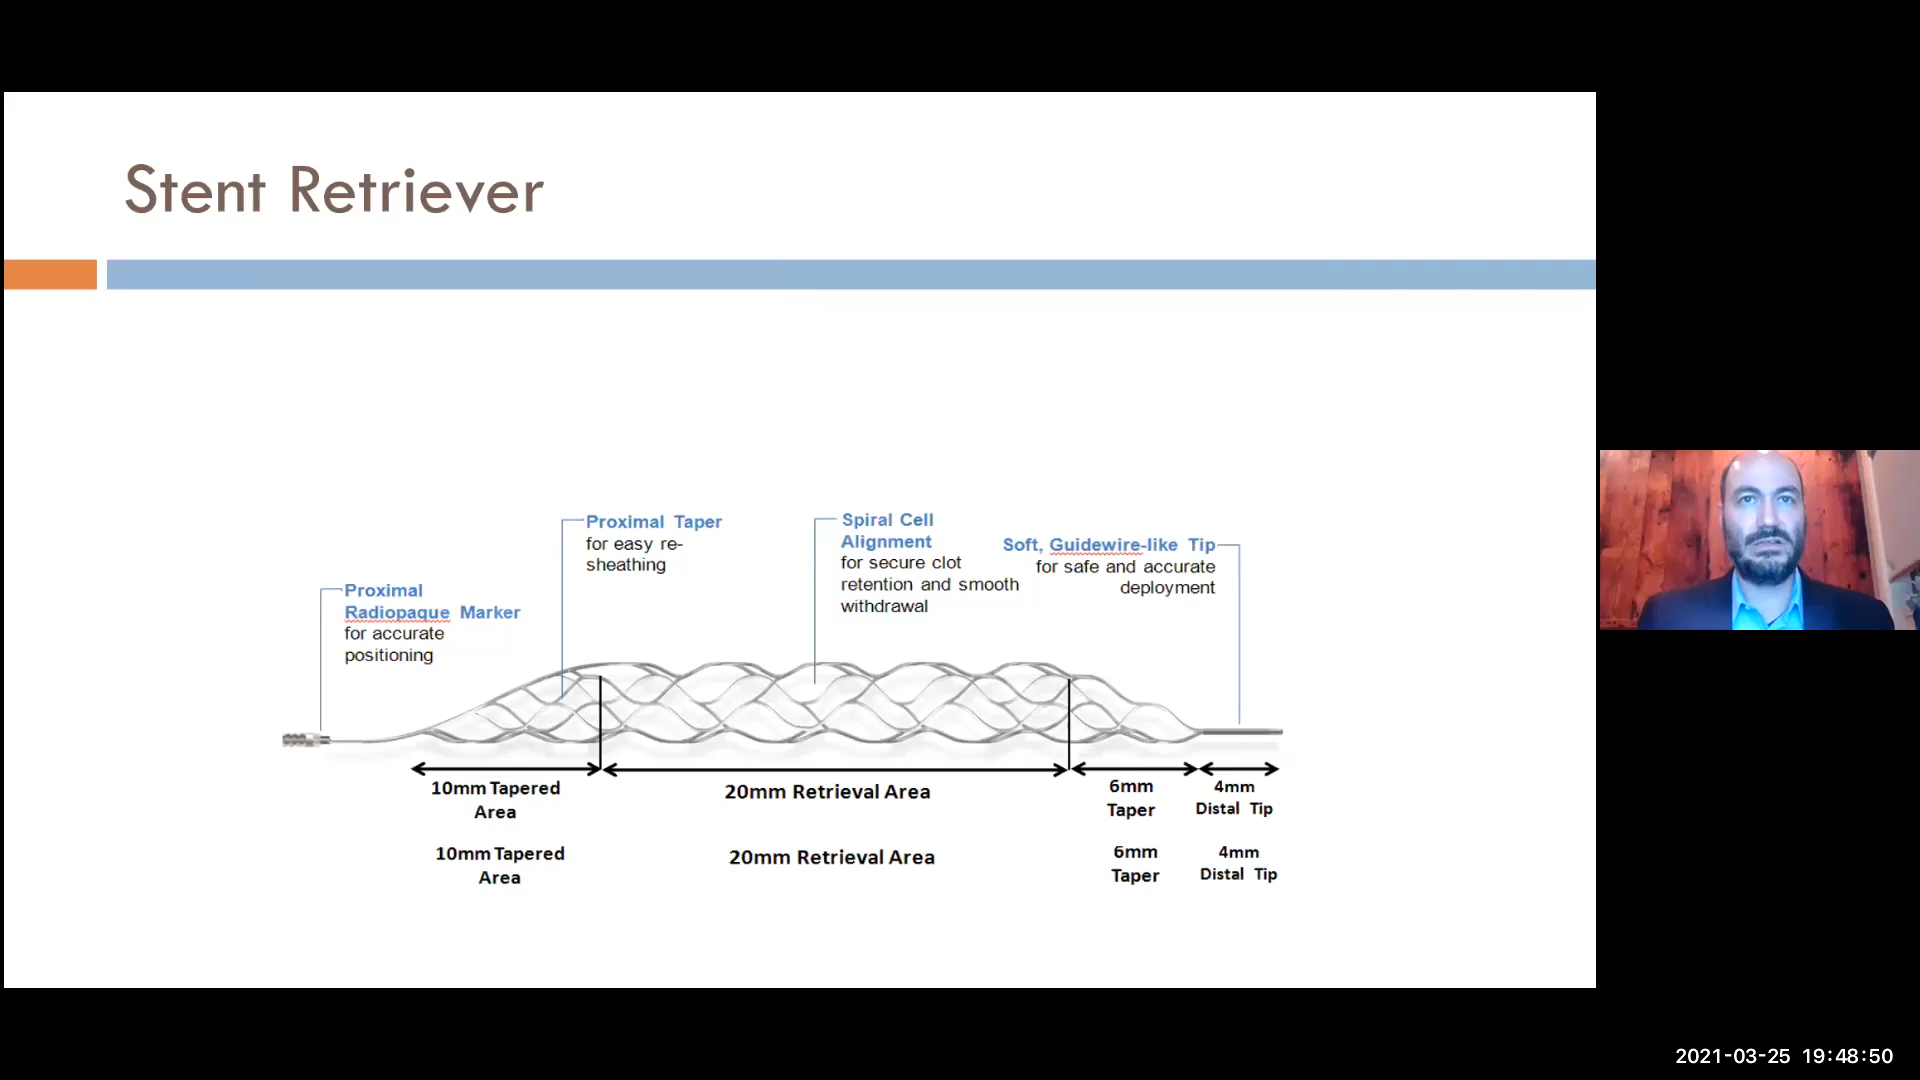 Stent Retriever
Proximal Taper
for easy re-
sheathing
Spiral Cell
Alignment
for secure clot
retention and smooth
withdrawal
Soft, Guidewire-like Tip
for safe and accurate
deployment
Proximal
Radiopaque Marker
for accurate
positioning
10mm Tapered
Area
20mm Retrieval Area
6mm
Taper
4mm
Distal Tip
10mm Tapered
Area
20mm Retrieval Area
6mm
Taper
4mm
Distal Tip
2021-03-25 19:48:50